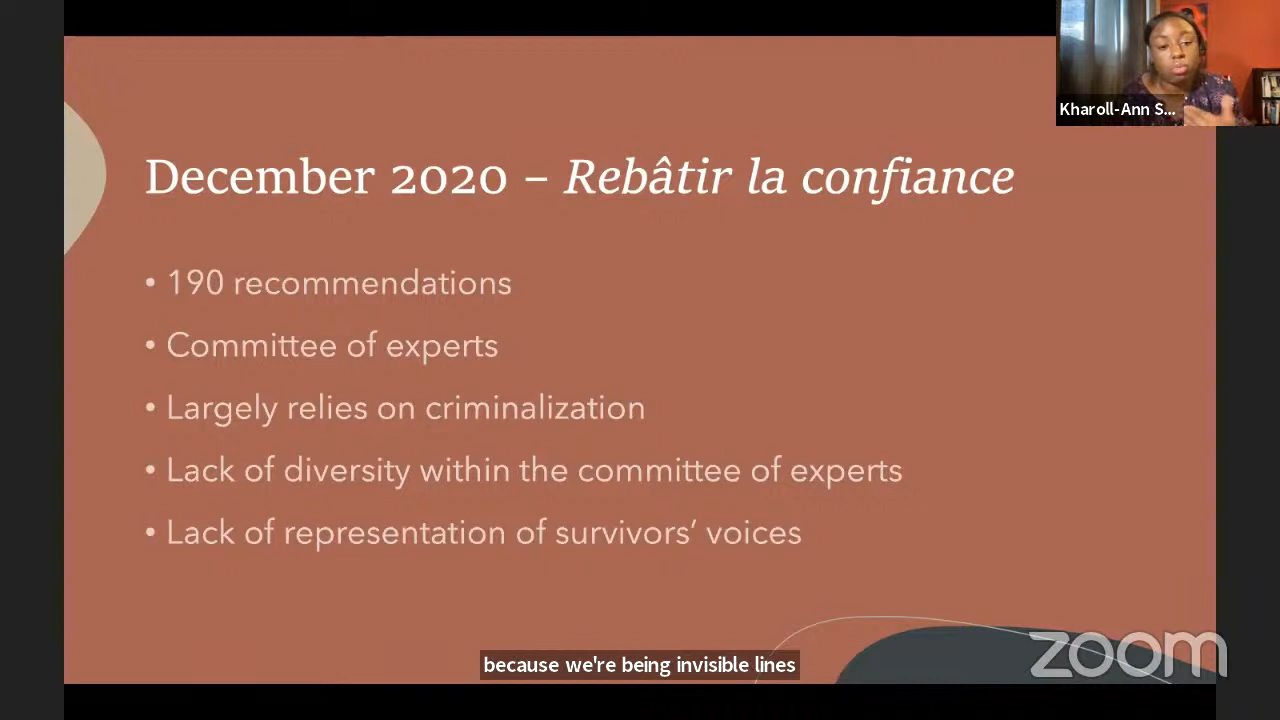 Kharoll-Ann S...
December 2020 – Rebâtir la confiance
• 190 recommendations
• Committee of experts
• Largely relies on criminalization
• Lack of diversity within the committee of experts
• Lack of representation of survivors’ voices
because we're being invisible lines
zoom